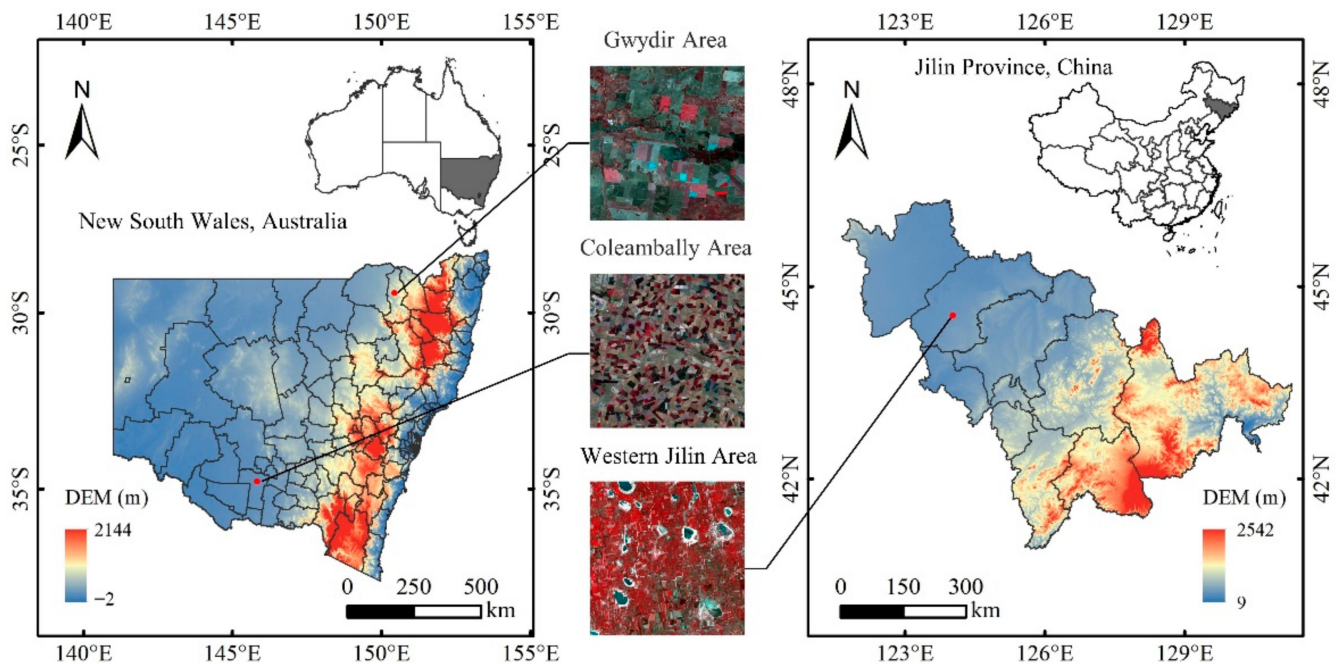 140°E 145°E 150°E 155°E
N
25°S
30°S
35°S
New South Wales, Australia
DEM (m)
2144
−2
0 250 500
km
25°S
30°S
35°S
140°E 145°E 150°E 155°E
Gwydir Area
Coleambally Area
Western Jilin Area
123°E 126°E 129°E
Jilin Province, China
N
48°N
45°N
42°N
DEM (m)
2542
9
0 150 300
km
48°N
45°N
42°N
123°E 126°E 129°E